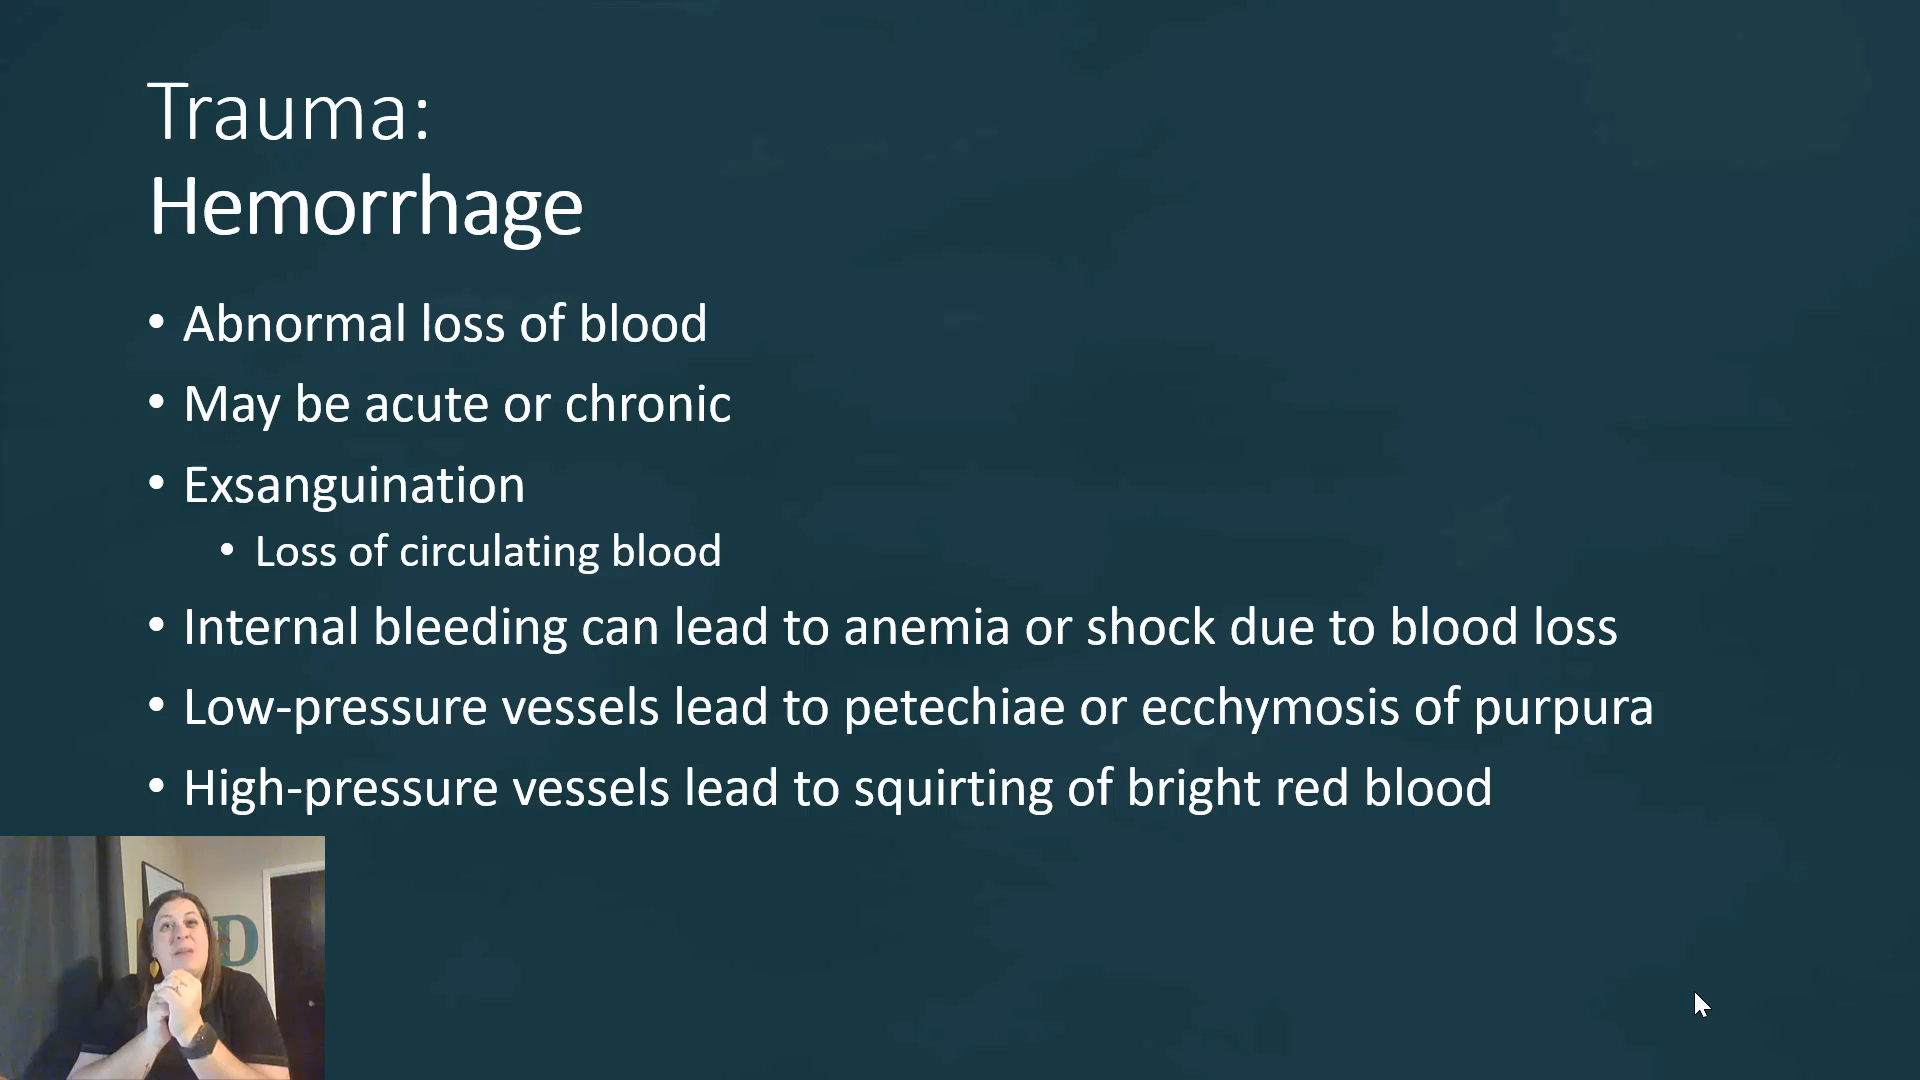 Trauma:
Hemorrhage
• Abnormal loss of blood
• May be acute or chronic
• Exsanguination
• Loss of circulating blood
• Internal bleeding can lead to anemia or shock due to blood loss
• Low-pressure vessels lead to petechiae or ecchymosis of purpura
• High-pressure vessels lead to squirting of bright red blood
D